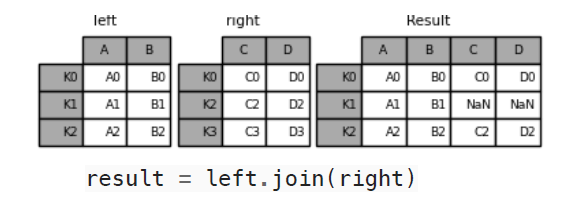 left right Result
A B C D A B C D
K0 A0 B0 K0 C0 D0 K0 A0 B0 C0 D0
K1 A1 B1 K2 C2 D2 K1 A1 B1 NaN NaN
K2 A2 B2 K3 C3 D3 K2 A2 B2 C2 D2
result = left.join(right)